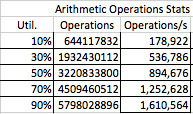 Arithmetic Operations Stats
Util. Operations Operations/s
10% 644117832 178,922
30% 1932430112 536,786
50% 3220833800 894,676
70% 4509460512 1,252,628
90% 5798028896 1,610,564